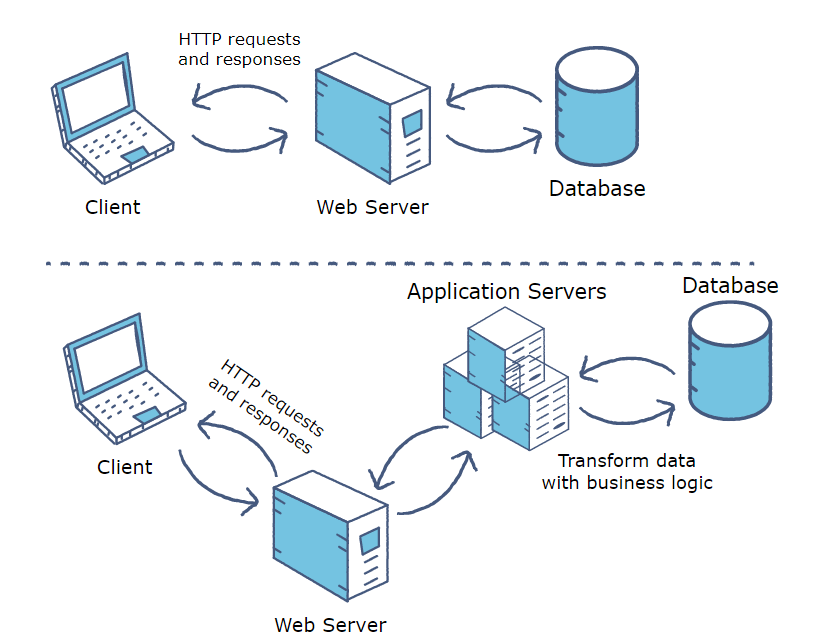 HTTP requests
and responses
Client
Web Server
Database
Application Servers
Database
HTTP requests
and responses
Client
Transform data
with business logic
Web Server